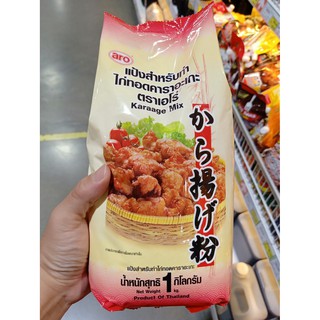 aro
แป้งสำหรับทำ
ไก่ทอดคาราอะเกะ
ตราเอโร่
Karaage Mix
から揚げ粉
แป้งสำหรับทำไก่ทอดคาราอะเกะ
น้ำหนักสุทธิ 1 กิโลกรัม
Net Weight kg
Product Of Thailand